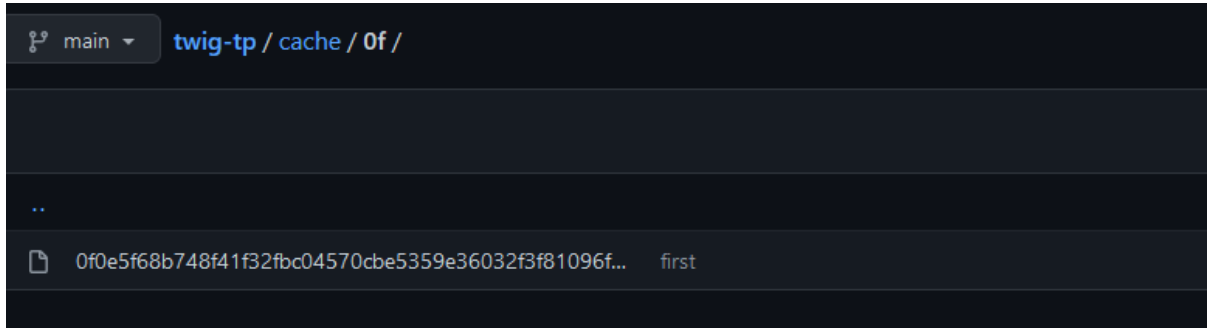 main
twig-tp / cache / 0f /
..
0f0e5f68b748f41f32fbc04570cbe5359e36032f3f81096f... first